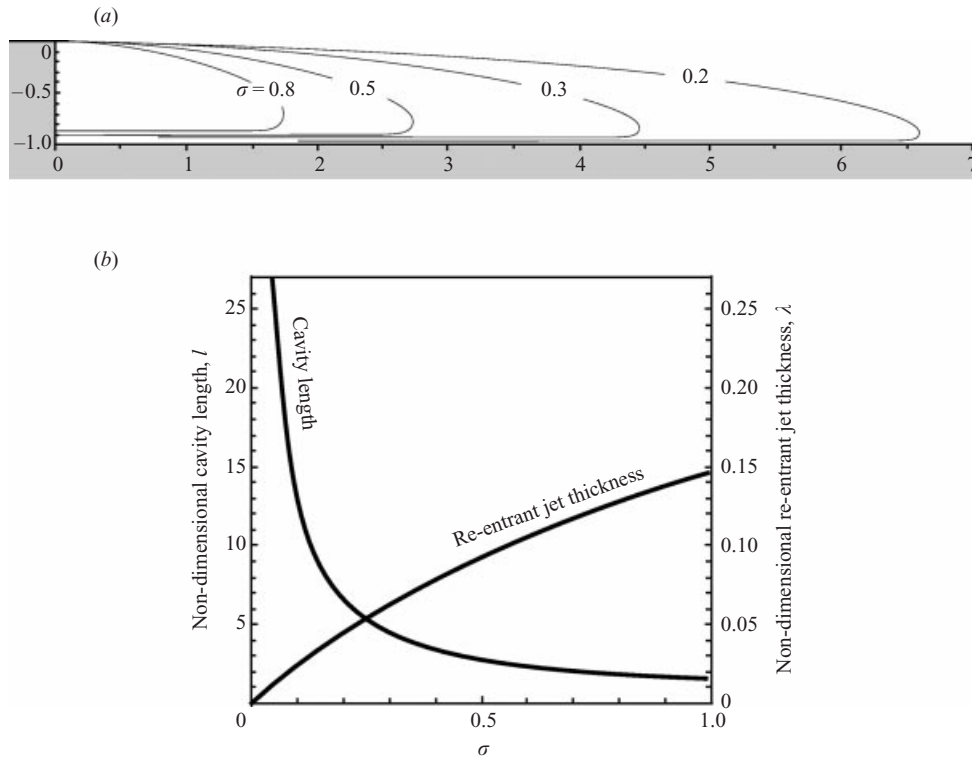 (a)
0
–0.5
–1.0
σ = 0.8
0.5
0.3
0.2
0 1 2 3 4 5 6 7
(b)
Non-dimensional cavity length, l
25
20
15
10
5
0
Cavity length
Re-entrant jet thickness
0.25
0.20
0.15
0.10
0.05
0
Non-dimensional re-entrant jet thickness, λ
0.5 1.0
σ